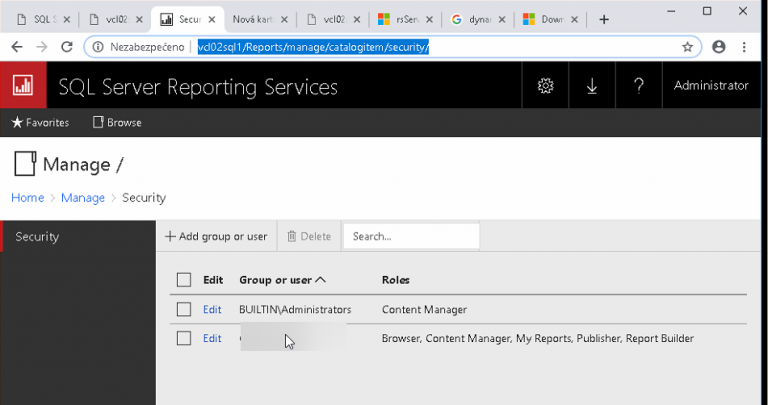 SQL S
vcl02
Secur
Nová kart
vcl02
rsServ
dynam
Down
Nezabezpečeno | vcl02sql1/Reports/manage/catalogitem/security/
SQL Server Reporting Services
? Administrator
Favorites Browse
Manage /
Home > Manage > Security
Security
+ Add group or user Delete Search...
Edit Group or user Roles
Edit BUILTIN\Administrators Content Manager
Edit Browser, Content Manager, My Reports, Publisher, Report Builder